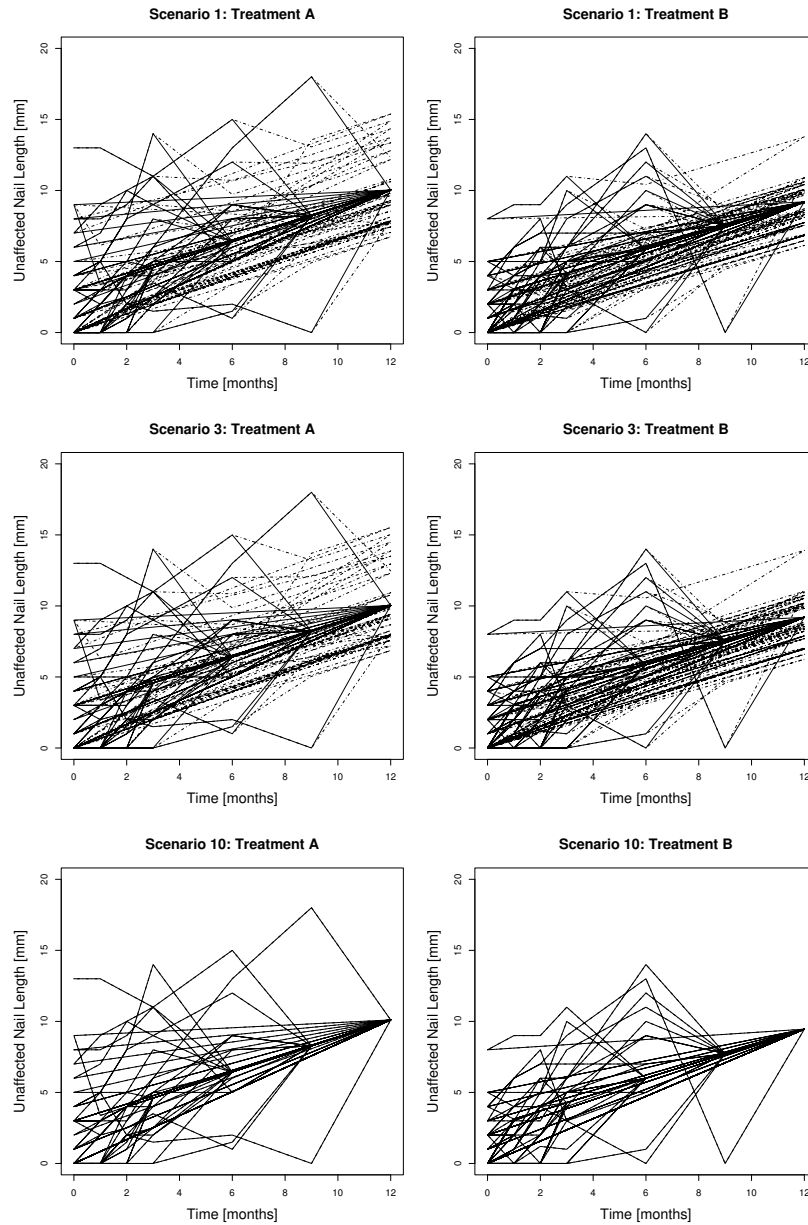 Scenario 1: Treatment A
Unaffected Nail Length [mm]
0 5 10 15 20
0 2 4 6 8 10 12
Time [months]
Scenario 1: Treatment B
Unaffected Nail Length [mm]
0 5 10 15 20
0 2 4 6 8 10 12
Time [months]
Scenario 3: Treatment A
Unaffected Nail Length [mm]
0 5 10 15 20
0 2 4 6 8 10 12
Time [months]
Scenario 3: Treatment B
Unaffected Nail Length [mm]
0 5 10 15 20
0 2 4 6 8 10 12
Time [months]
Scenario 10: Treatment A
Unaffected Nail Length [mm]
0 5 10 15 20
0 2 4 6 8 10 12
Time [months]
Scenario 10: Treatment B
Unaffected Nail Length [mm]
0 5 10 15 20
0 2 4 6 8 10 12
Time [months]